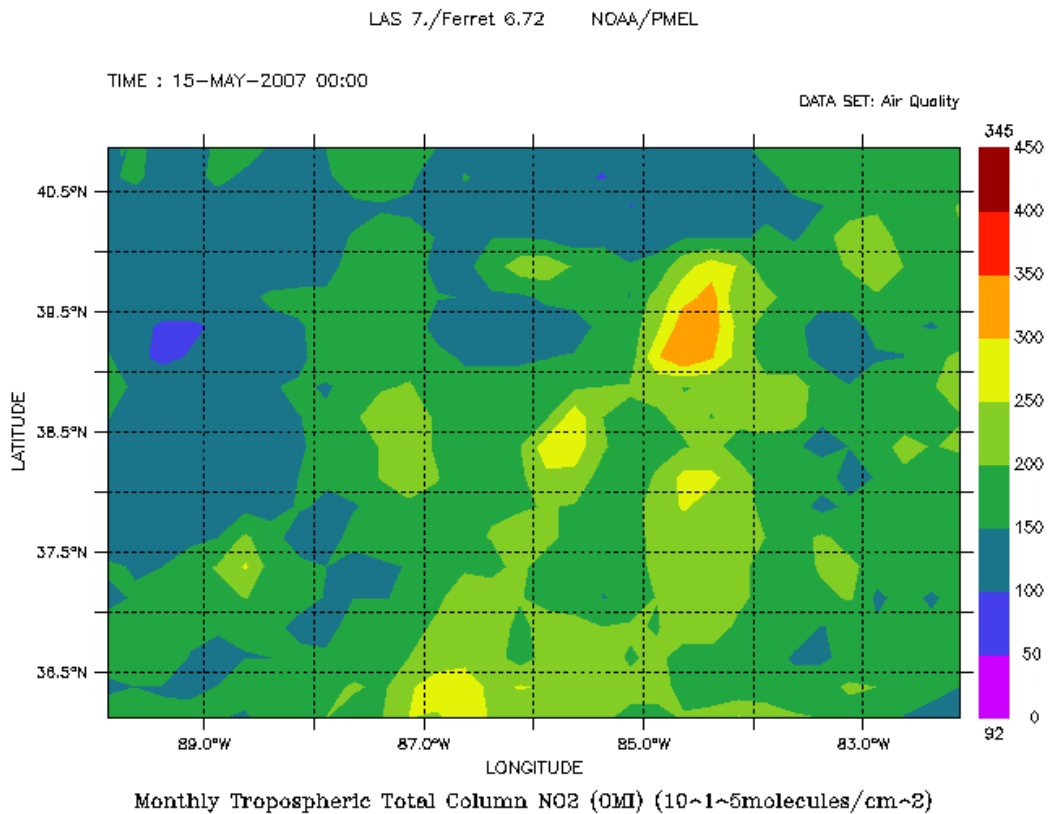 LAS 7./Ferret 6.72 NOAA/PMEL
TIME : 15-MAY-2007 00:00
DATA SET: Air Quality
345
450
400
350
300
250
200
150
100
50
0
92
40.5°N
39.5°N
38.5°N
37.5°N
36.5°N
LATITUDE
89.0°W 87.0°W 85.0°W 83.0°W
LONGITUDE
Monthly Tropospheric Total Column NO2 (OMI) (10~1~5molecules/cm~2)